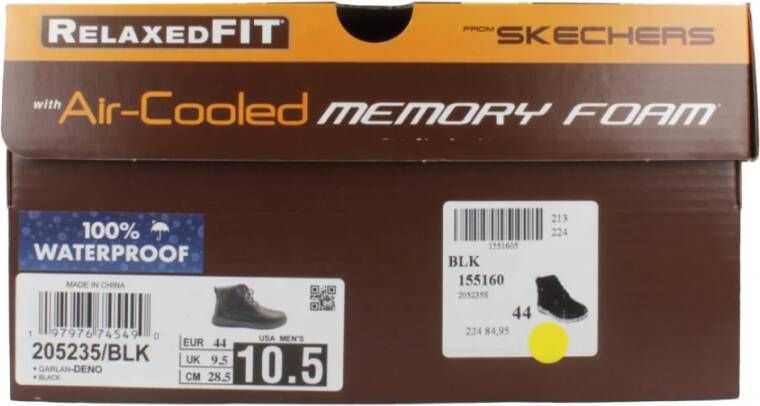 RELAXEDFIT®
FROM SKECHERS
with Air-Cooled MEMORY FOAM
100%
WATERPROOF
MADE IN CHINA
1 97976 74549 0
205235/BLK
• GARLAN-DENO
• BLACK
EUR 44
UK 9.5
CM 28.5
USA MEN'S
10.5
213
224
1551605
BLK
155160
205235S
44
224 84,95